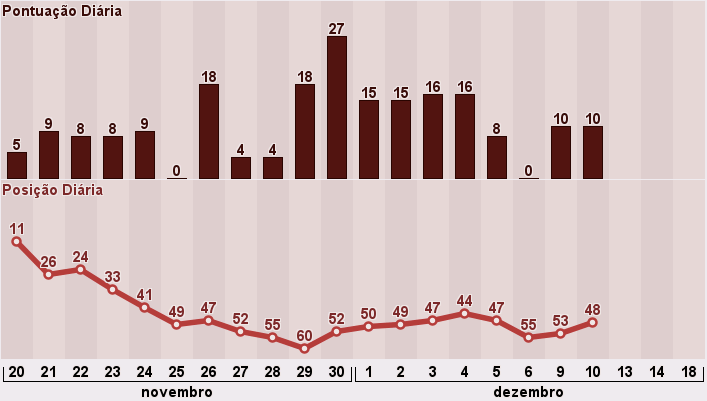 Pontuação Diária
5 9 8 8 9 0 18 4 4 18 27 15 15 16 16 8 0 10 10
Posição Diária
11 26 24 33 41 49 47 52 55 60 52 50 49 47 44 47 55 53 48
20 21 22 23 24 25 26 27 28 29 30 1 2 3 4 5 6 9 10 13 14 18
novembro dezembro